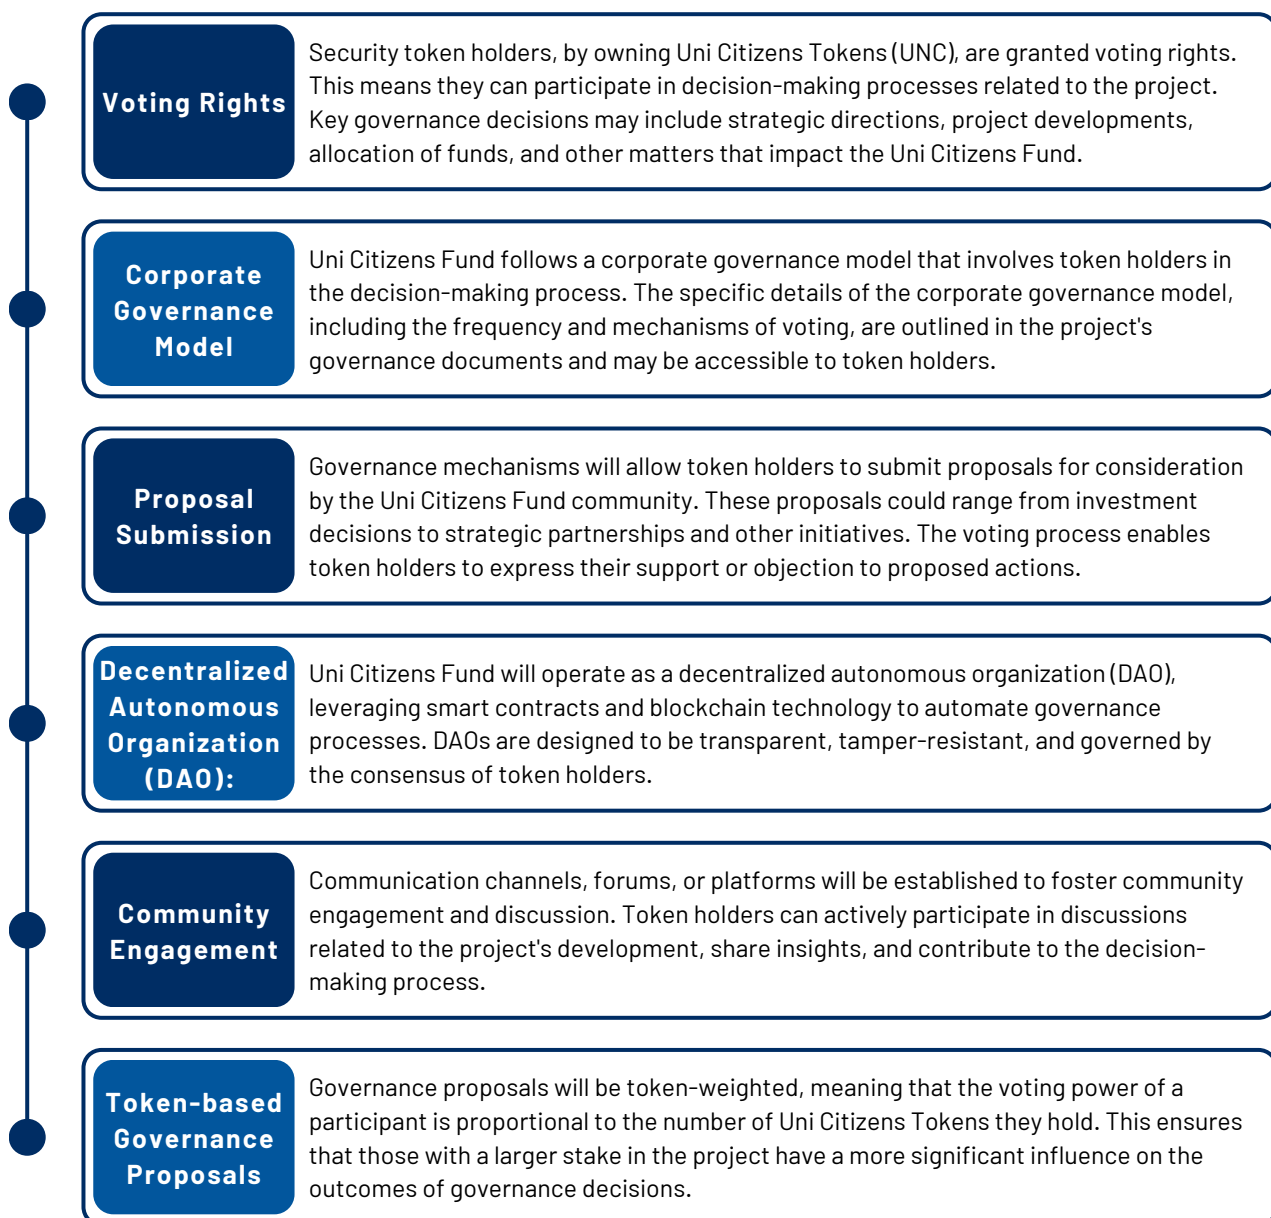 Voting Rights
Security token holders, by owning Uni Citizens Tokens (UNC), are granted voting rights.
This means they can participate in decision-making processes related to the project.
Key governance decisions may include strategic directions, project developments,
allocation of funds, and other matters that impact the Uni Citizens Fund.
Corporate
Governance
Model
Uni Citizens Fund follows a corporate governance model that involves token holders in
the decision-making process. The specific details of the corporate governance model,
including the frequency and mechanisms of voting, are outlined in the project's
governance documents and may be accessible to token holders.
Proposal
Submission
Governance mechanisms will allow token holders to submit proposals for consideration
by the Uni Citizens Fund community. These proposals could range from investment
decisions to strategic partnerships and other initiatives. The voting process enables
token holders to express their support or objection to proposed actions.
Decentralized
Autonomous
Organization
(DAO):
Uni Citizens Fund will operate as a decentralized autonomous organization (DAO),
leveraging smart contracts and blockchain technology to automate governance
processes. DAOs are designed to be transparent, tamper-resistant, and governed by
the consensus of token holders.
Community
Engagement
Communication channels, forums, or platforms will be established to foster community
engagement and discussion. Token holders can actively participate in discussions
related to the project's development, share insights, and contribute to the decision-
making process.
Token-based
Governance
Proposals
Governance proposals will be token-weighted, meaning that the voting power of a
participant is proportional to the number of Uni Citizens Tokens they hold. This ensures
that those with a larger stake in the project have a more significant influence on the
outcomes of governance decisions.